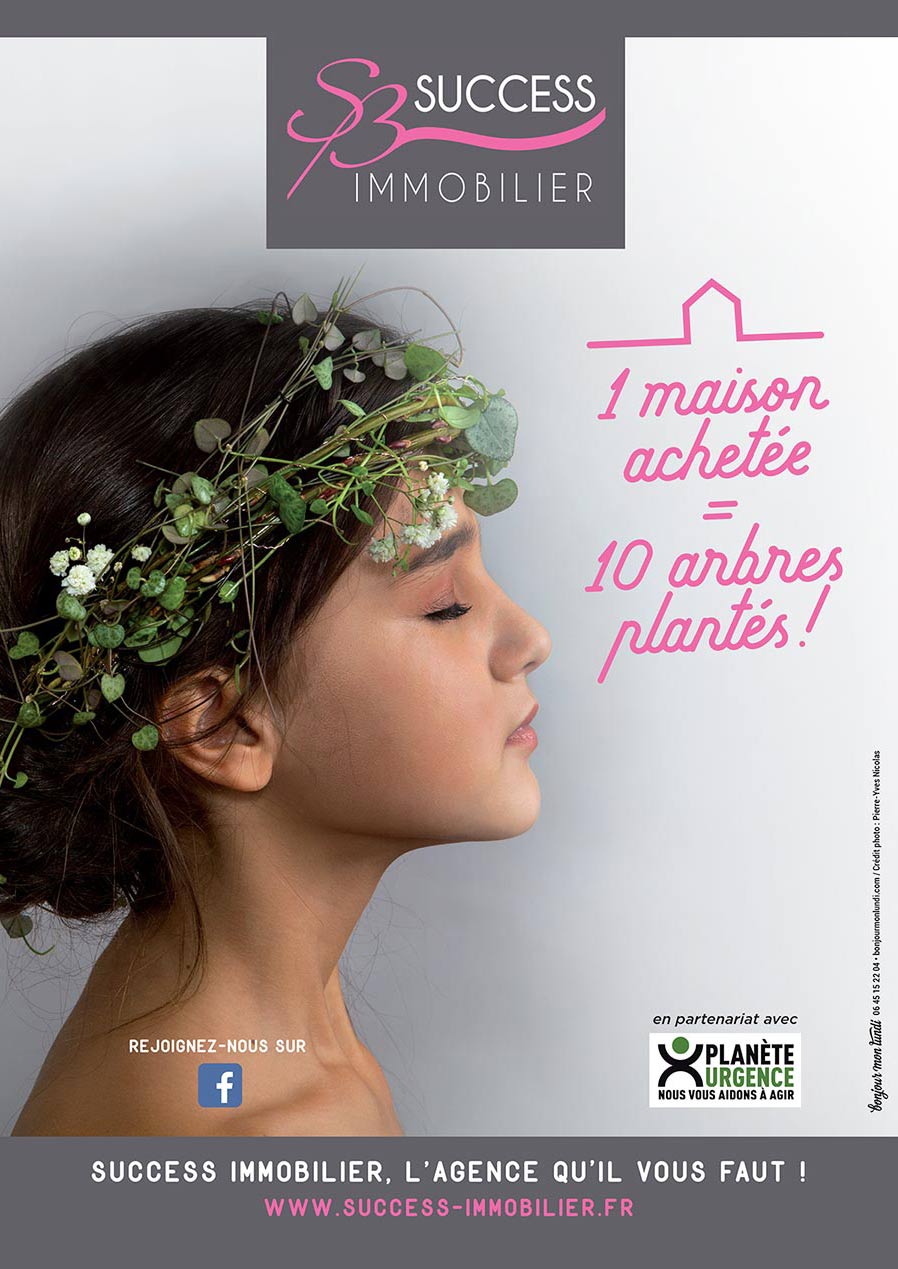 SB SUCCESS
IMMOBILIER
1 maison
achetée
=
10 arbres
plantés !
bonjour mon lundi 06 45 15 22 04 • bonjourmonlundi.com / Crédit photo : Pierre-Yves Nicolas
en partenariat avec
PLANÈTE
URGENCE
NOUS VOUS AIDONS À AGIR
REJOIGNEZ-NOUS SUR
f
SUCCESS IMMOBILIER, L'AGENCE QU'IL VOUS FAUT !
WWW.SUCCESS-IMMOBILIER.FR